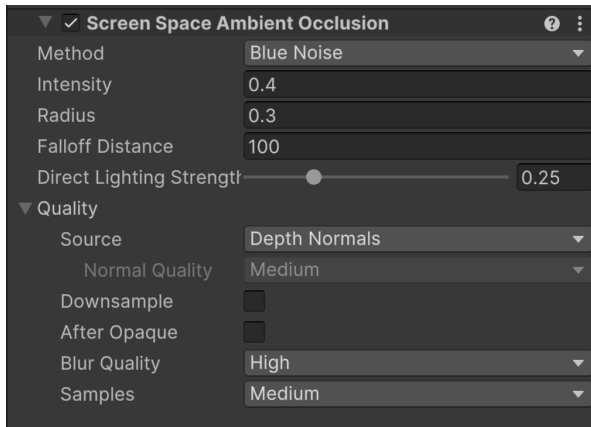 Screen Space Ambient Occlusion
Method Blue Noise
Intensity 0.4
Radius 0.3
Falloff Distance 100
Direct Lighting Strength 0.25
Quality
Source Depth Normals
Normal Quality Medium
Downsample
After Opaque
Blur Quality High
Samples Medium